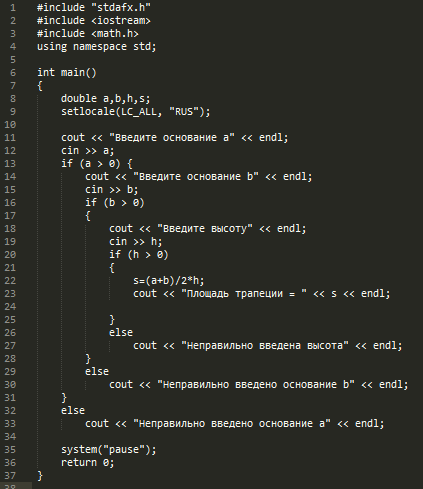 1 #include "stdafx.h"
2 #include <iostream>
3 #include <math.h>
4 using namespace std;
5
6 int main()
7 {
8     double a,b,h,s;
9     setlocale(LC_ALL, "RUS");
10
11     cout << "Введите основание a" << endl;
12     cin >> a;
13     if (a > 0) {
14         cout << "Введите основание b" << endl;
15         cin >> b;
16         if (b > 0)
17         {
18             cout << "Введите высоту" << endl;
19             cin >> h;
20             if (h > 0)
21             {
22                 s=(a+b)/2*h;
23                 cout << "Площадь трапеции = " << s << endl;
24
25             }
26             else
27                 cout << "Неправильно введена высота" << endl;
28         }
29         else
30             cout << "Неправильно введено основание b" << endl;
31     }
32     else
33         cout << "Неправильно введено основание a" << endl;
34
35     system("pause");
36     return 0;
37 }
38